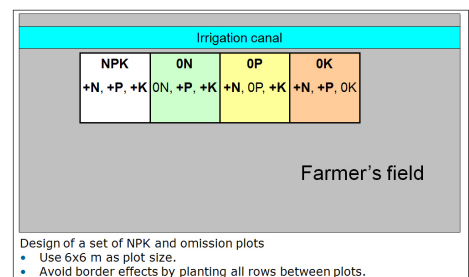 Irrigation canal
NPK 0N 0P 0K
+N, +P, +K 0N, +P, +K +N, 0P, +K +N, +P, 0K
Farmer's field
Design of a set of NPK and omission plots
• Use 6x6 m as plot size.
• Avoid border effects by planting all rows between plots.